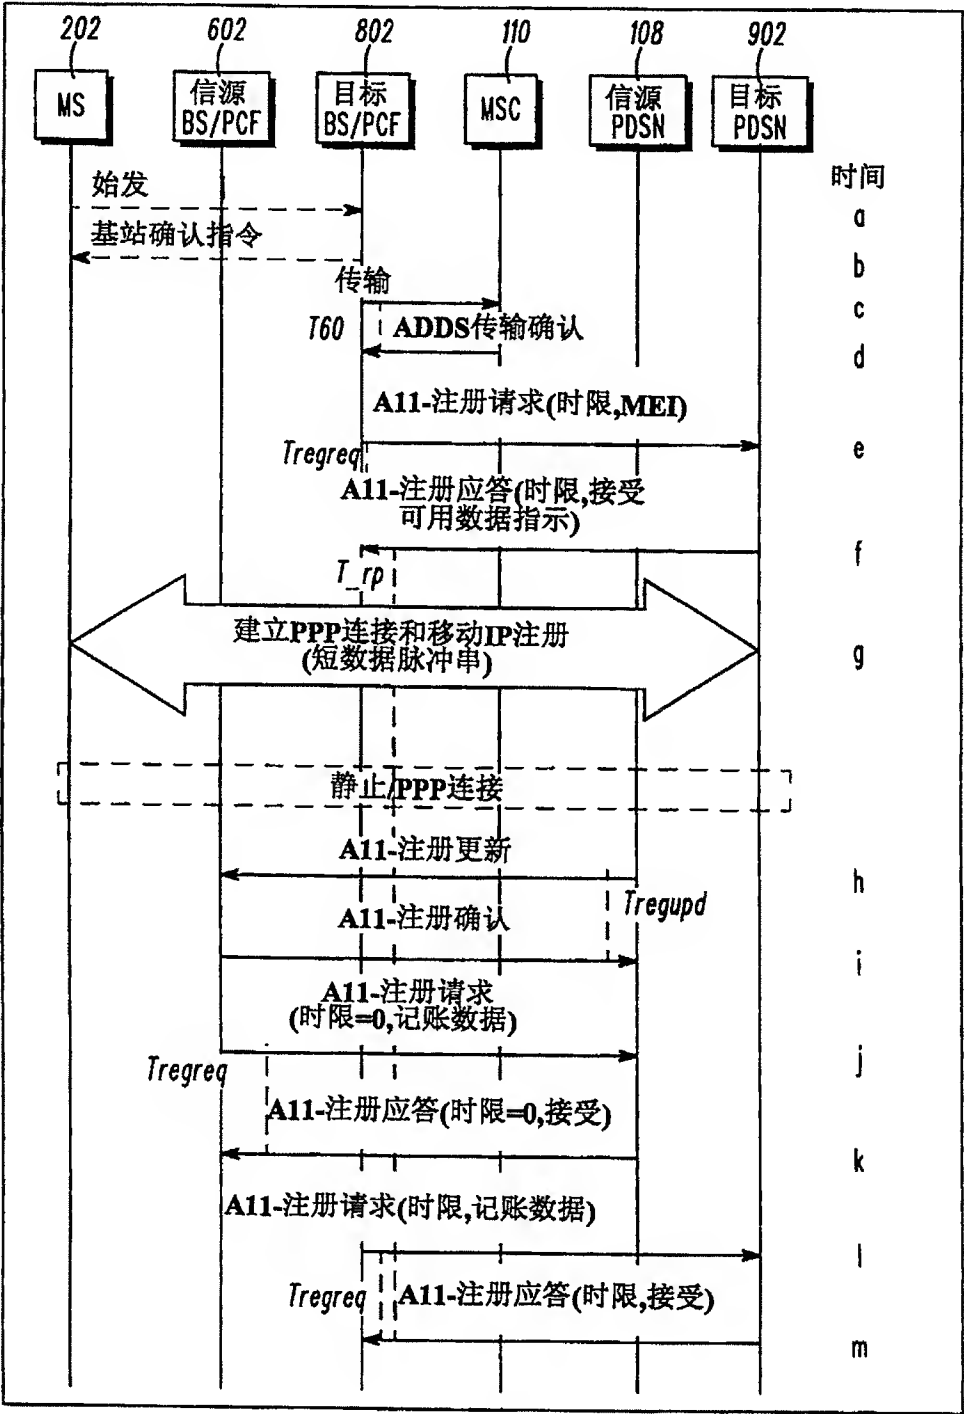 202 602 802 110 108 902
MS
信源
BS/PCF
目标
BS/PCF
MSC
信源
PDSN
目标
PDSN
时间
始发
a
基站确认指令
b
传输
c
T60
ADDS传输确认
d
A11-注册请求(时限,MEI)
Tregreq
e
A11-注册应答(时限,接受
可用数据指示)
f
T_rp
建立PPP连接和移动IP注册
(短数据脉冲串)
g
静止/PPP连接
A11-注册更新
h
Tregupd
A11-注册确认
i
A11-注册请求
(时限=0,记账数据)
j
Tregreq
A11-注册应答(时限=0,接受)
k
A11-注册请求(时限,记账数据)
l
Tregreq
A11-注册应答(时限,接受)
m